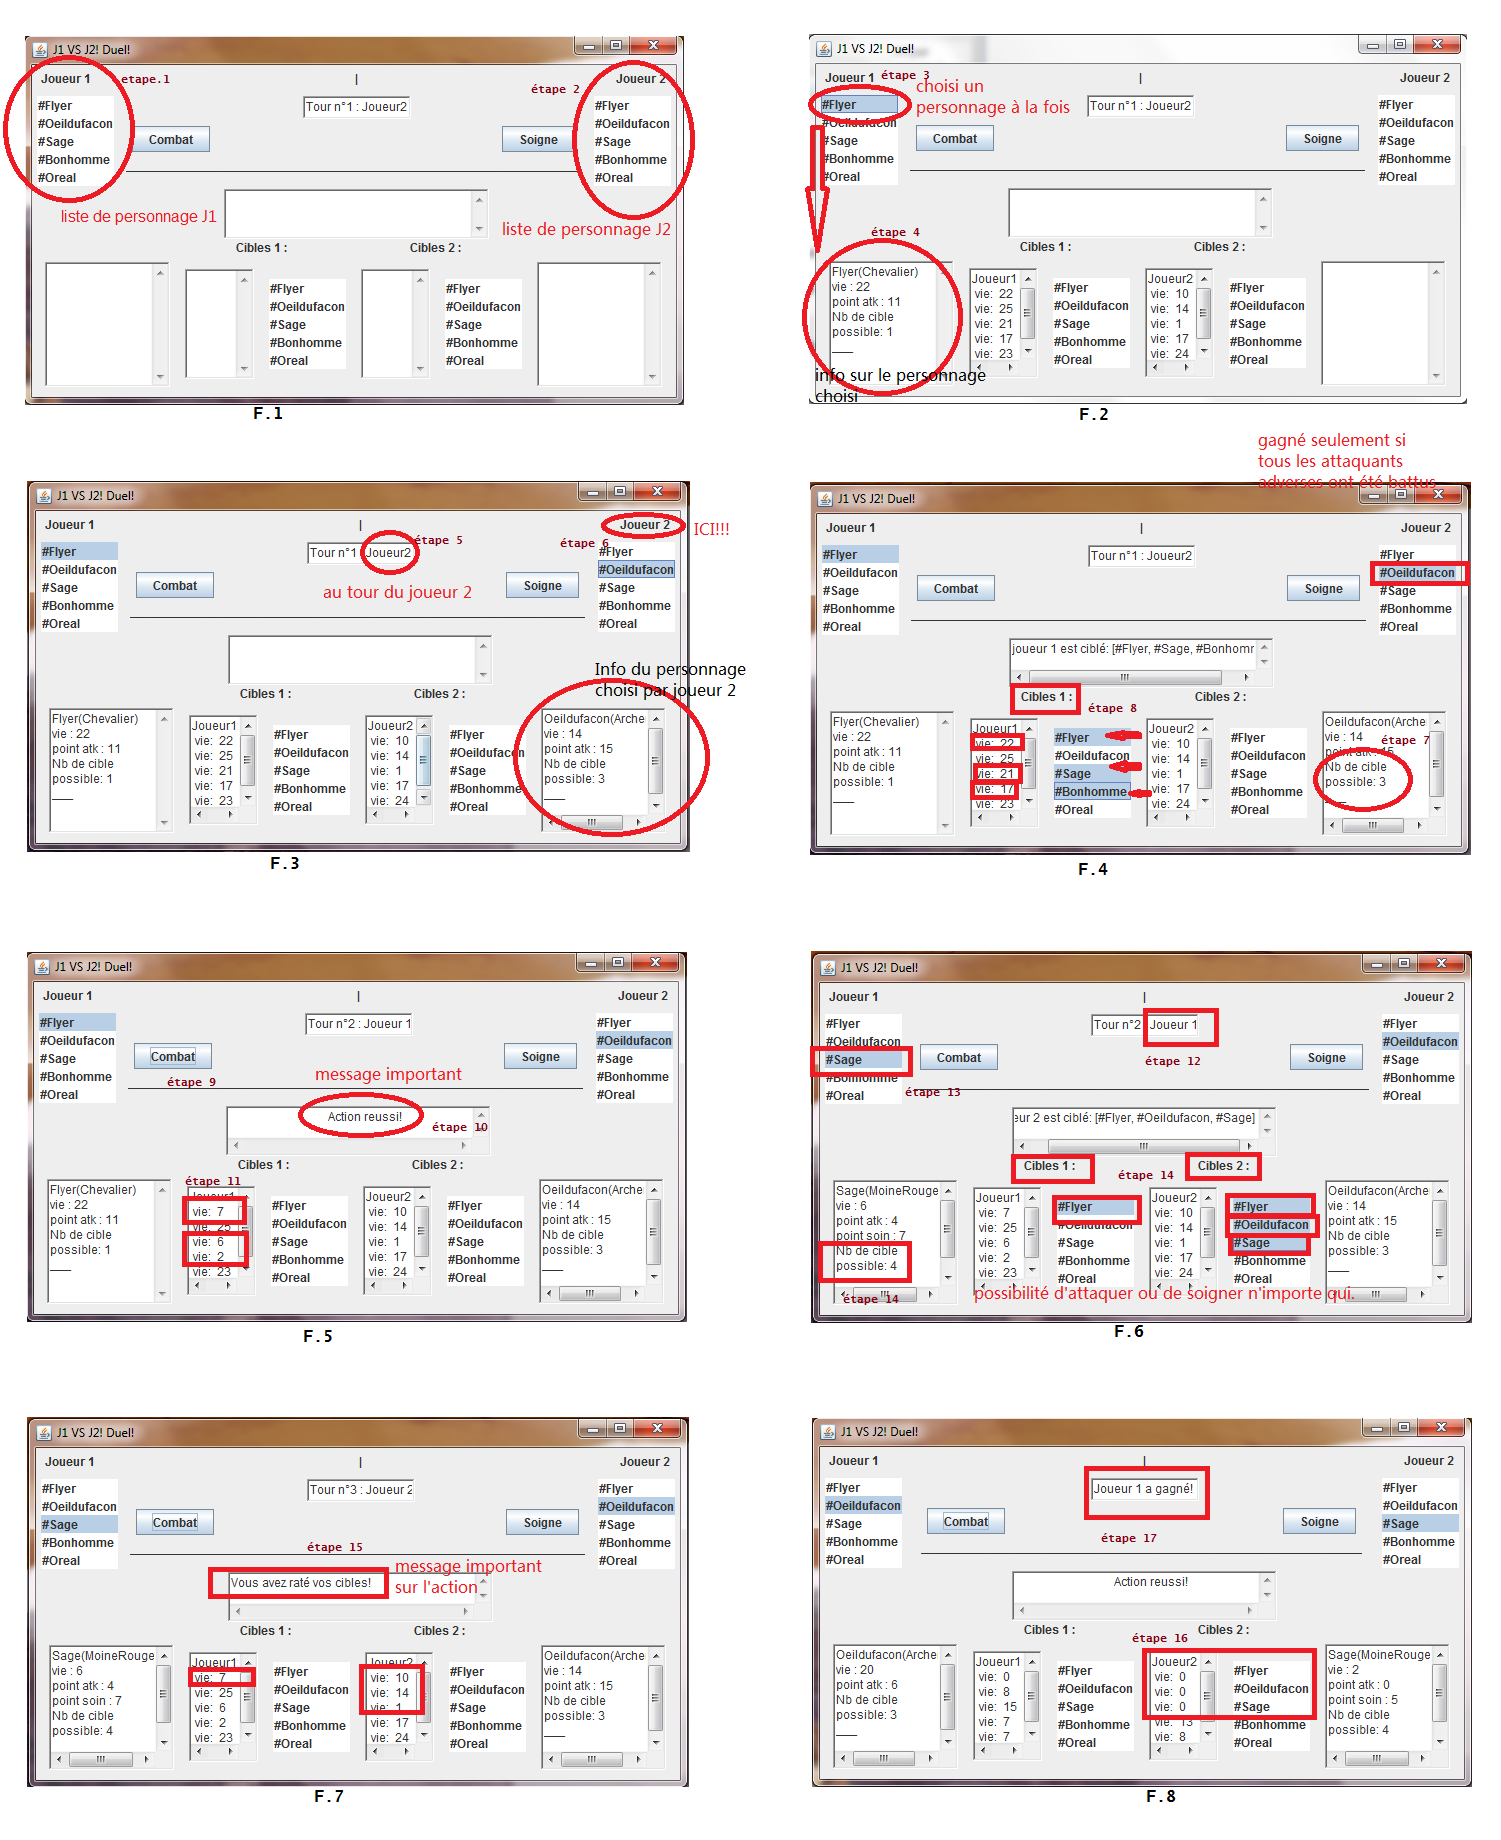 J1 VS J2! Duel!
Joueur 1
étape.1
|
Joueur 2
étape 2
#Flyer
#Oeildufacon
#Sage
#Bonhomme
#Oreal
Tour n°1 : Joueur2
Combat
Soigne
#Flyer
#Oeildufacon
#Sage
#Bonhomme
#Oreal
liste de personnage J1
liste de personnage J2
Cibles 1 :
Cibles 2 :
#Flyer
#Oeildufacon
#Sage
#Bonhomme
#Oreal
#Flyer
#Oeildufacon
#Sage
#Bonhomme
#Oreal
F.1
J1 VS J2! Duel!
Joueur 1
étape 3
|
Joueur 2
choisi un
personnage à la fois
#Flyer
#Oeildufacon
#Sage
#Bonhomme
#Oreal
Tour n°1 : Joueur2
Combat
Soigne
#Flyer
#Oeildufacon
#Sage
#Bonhomme
#Oreal
étape 4
Cibles 1 :
Cibles 2 :
Flyer(Chevalier)
vie : 22
point atk : 11
Nb de cible
possible: 1
___
info sur le personnage
choisi
Joueur1
vie: 22
vie: 25
vie: 21
vie: 17
vie: 23
#Flyer
#Oeildufacon
#Sage
#Bonhomme
#Oreal
Joueur2
vie: 10
vie: 14
vie: 1
vie: 17
vie: 24
#Flyer
#Oeildufacon
#Sage
#Bonhomme
#Oreal
F.2
J1 VS J2! Duel!
Joueur 1
|
Joueur 2
ICI!!!
étape 5
étape 6
#Flyer
#Oeildufacon
#Sage
#Bonhomme
#Oreal
Tour n°1 : Joueur2
au tour du joueur 2
Combat
Soigne
#Flyer
#Oeildufacon
#Sage
#Bonhomme
#Oreal
Info du personnage
choisi par joueur 2
Cibles 1 :
Cibles 2 :
Flyer(Chevalier)
vie : 22
point atk : 11
Nb de cible
possible: 1
___
Joueur1
vie: 22
vie: 25
vie: 21
vie: 17
vie: 23
#Flyer
#Oeildufacon
#Sage
#Bonhomme
#Oreal
Joueur2
vie: 10
vie: 14
vie: 1
vie: 17
vie: 24
#Flyer
#Oeildufacon
#Sage
#Bonhomme
#Oreal
Oeildufacon(Arche
vie : 14
point atk : 15
Nb de cible
possible: 3
___
F.3
gagné seulement si
tous les attaquants
adverses ont été battus
J1 VS J2! Duel!
Joueur 1
|
Joueur 2
#Flyer
#Oeildufacon
#Sage
#Bonhomme
#Oreal
Tour n°1 : Joueur2
Combat
Soigne
#Flyer
#Oeildufacon
#Sage
#Bonhomme
#Oreal
joueur 1 est ciblé: [#Flyer, #Sage, #Bonhomm
Cibles 1 :
Cibles 2 :
étape 8
Flyer(Chevalier)
vie : 22
point atk : 11
Nb de cible
possible: 1
___
Joueur1
vie: 22
vie: 25
vie: 21
vie: 17
vie: 23
#Flyer
#Oeildufacon
#Sage
#Bonhomme
#Oreal
Joueur2
vie: 10
vie: 14
vie: 1
vie: 17
vie: 24
#Flyer
#Oeildufacon
#Sage
#Bonhomme
#Oreal
Oeildufacon(Arche
vie : 14
étape 7
point atk : 15
Nb de cible
possible: 3
F.4
J1 VS J2! Duel!
Joueur 1
|
Joueur 2
#Flyer
#Oeildufacon
#Sage
#Bonhomme
#Oreal
Tour n°2 : Joueur 1
Combat
Soigne
#Flyer
#Oeildufacon
#Sage
#Bonhomme
#Oreal
étape 9
message important
Action reussi!
étape 10
Cibles 1 :
Cibles 2 :
étape 11
Flyer(Chevalier)
vie : 22
point atk : 11
Nb de cible
possible: 1
___
Joueur1
vie: 7
vie: 25
vie: 6
vie: 2
vie: 23
#Flyer
#Oeildufacon
#Sage
#Bonhomme
#Oreal
Joueur2
vie: 10
vie: 14
vie: 1
vie: 17
vie: 24
#Flyer
#Oeildufacon
#Sage
#Bonhomme
#Oreal
Oeildufacon(Arche
vie : 14
point atk : 15
Nb de cible
possible: 3
___
F.5
J1 VS J2! Duel!
Joueur 1
|
Joueur 2
#Flyer
#Oeildufacon
#Sage
#Bonhomme
#Oreal
Tour n°2 : Joueur 1
étape 12
Combat
Soigne
#Flyer
#Oeildufacon
#Sage
#Bonhomme
#Oreal
étape 13
eur 2 est ciblé: [#Flyer, #Oeildufacon, #Sage]
Cibles 1 :
étape 14
Cibles 2 :
Sage(MoineRouge
vie : 6
point atk : 4
point soin : 7
Nb de cible
possible: 4
étape 14
Joueur1
vie: 7
vie: 25
vie: 6
vie: 2
vie: 23
#Flyer
#Oeildufacon
#Sage
#Bonhomme
#Oreal
Joueur2
vie: 10
vie: 14
vie: 1
vie: 17
vie: 24
#Flyer
#Oeildufacon
#Sage
#Bonhomme
#Oreal
Oeildufacon(Arche
vie : 14
point atk : 15
Nb de cible
possible: 3
___
possibilité d'attaquer ou de soigner n'importe qui.
F.6
J1 VS J2! Duel!
Joueur 1
|
Joueur 2
#Flyer
#Oeildufacon
#Sage
#Bonhomme
#Oreal
Tour n°3 : Joueur 2
Combat
Soigne
#Flyer
#Oeildufacon
#Sage
#Bonhomme
#Oreal
étape 15
message important
sur l'action
Vous avez raté vos cibles!
Cibles 1 :
Cibles 2 :
Sage(MoineRouge
vie : 6
point atk : 4
point soin : 7
Nb de cible
possible: 4
Joueur1
vie: 7
vie: 25
vie: 6
vie: 2
vie: 23
#Flyer
#Oeildufacon
#Sage
#Bonhomme
#Oreal
Joueur2
vie: 10
vie: 14
vie: 1
vie: 17
vie: 24
#Flyer
#Oeildufacon
#Sage
#Bonhomme
#Oreal
Oeildufacon(Arche
vie : 14
point atk : 15
Nb de cible
possible: 3
___
F.7
J1 VS J2! Duel!
Joueur 1
|
Joueur 2
#Flyer
#Oeildufacon
#Sage
#Bonhomme
#Oreal
Joueur 1 a gagné!
étape 17
Combat
Soigne
#Flyer
#Oeildufacon
#Sage
#Bonhomme
#Oreal
Action reussi!
Cibles 1 :
Cibles 2 :
étape 16
Oeildufacon(Arche
vie : 20
point atk : 6
Nb de cible
possible: 3
___
Joueur1
vie: 0
vie: 8
vie: 15
vie: 7
vie: 7
#Flyer
#Oeildufacon
#Sage
#Bonhomme
#Oreal
Joueur2
vie: 0
vie: 0
vie: 0
vie: 13
vie: 8
#Flyer
#Oeildufacon
#Sage
#Bonhomme
#Oreal
Sage(MoineRouge
vie : 2
point atk : 0
point soin : 5
Nb de cible
possible: 4
F.8